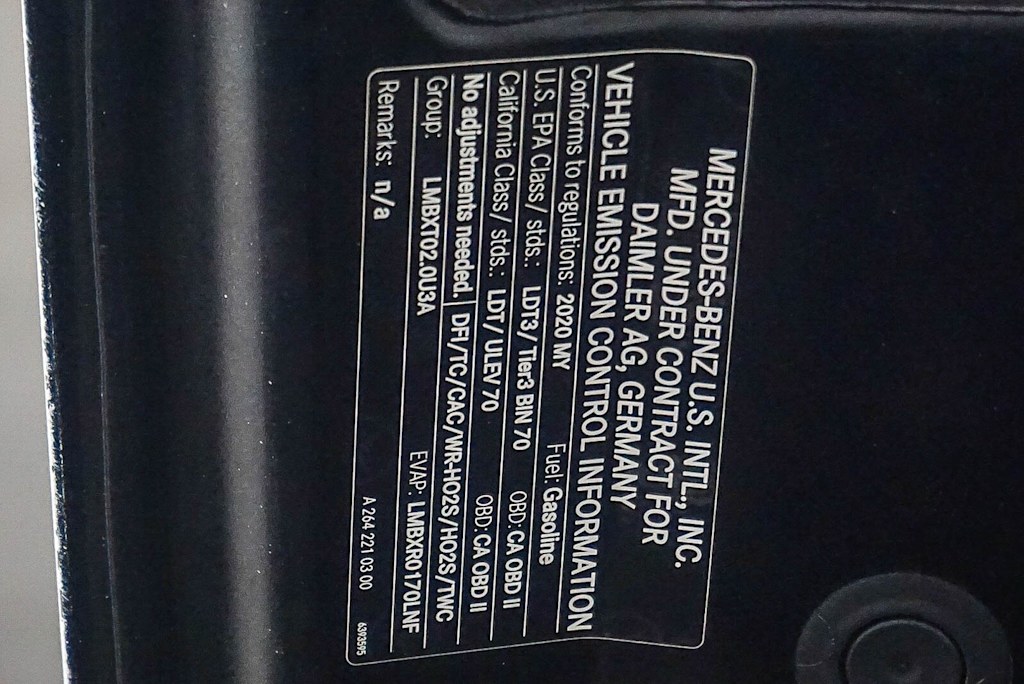 MERCEDES-BENZ U.S. INTL., INC.
MFD. UNDER CONTRACT FOR
DAIMLER AG, GERMANY
VEHICLE EMISSION CONTROL INFORMATION
Conforms to regulations: 2020 MY Fuel: Gasoline
U.S. EPA Class/ stds.: LDT3/ Tier3 BIN 70 OBD: CA OBD II
California Class/ stds.: LDT/ ULEV 70 OBD: CA OBD II
No adjustments needed. DFI/TC/CAC/WR-HO2S/HO2S/TWC
Group: LMBXT02.0U3A EVAP: LMBXR0170LNF
Remarks: n/a
A 264 221 03 00 6393595